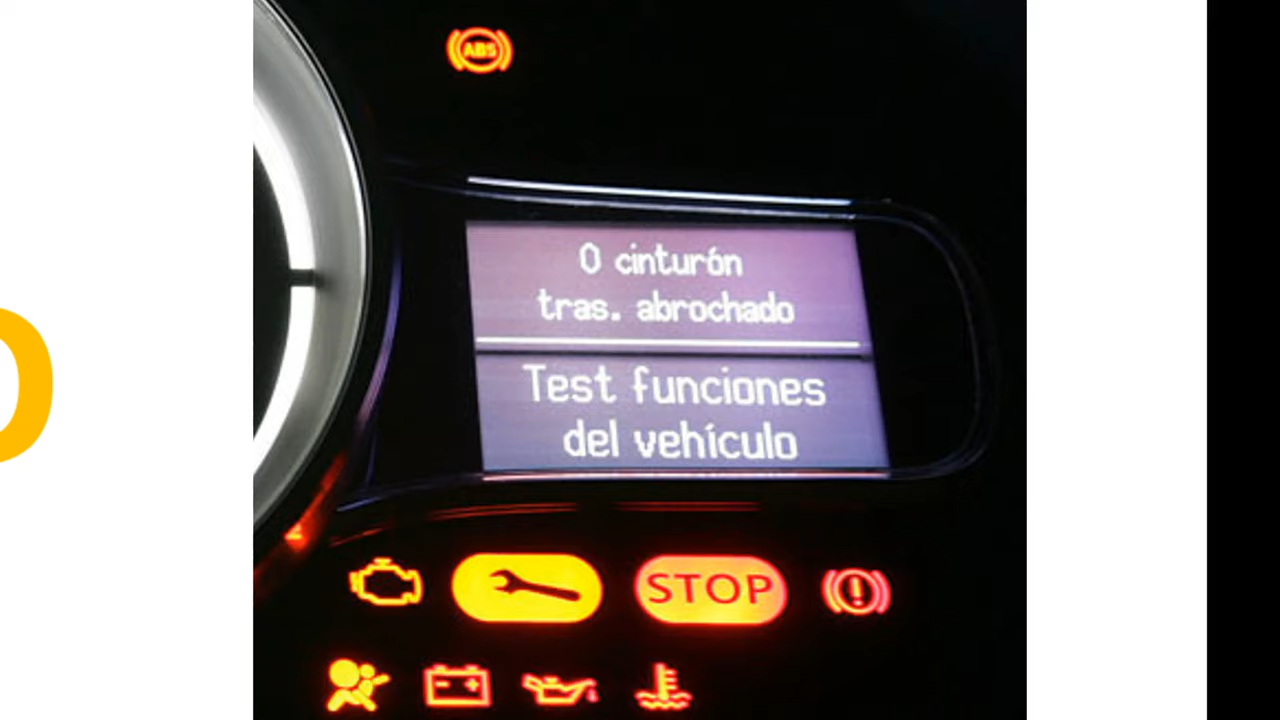 ABS
0 cinturón
tras. abrochado
Test funciones
del vehículo
STOP